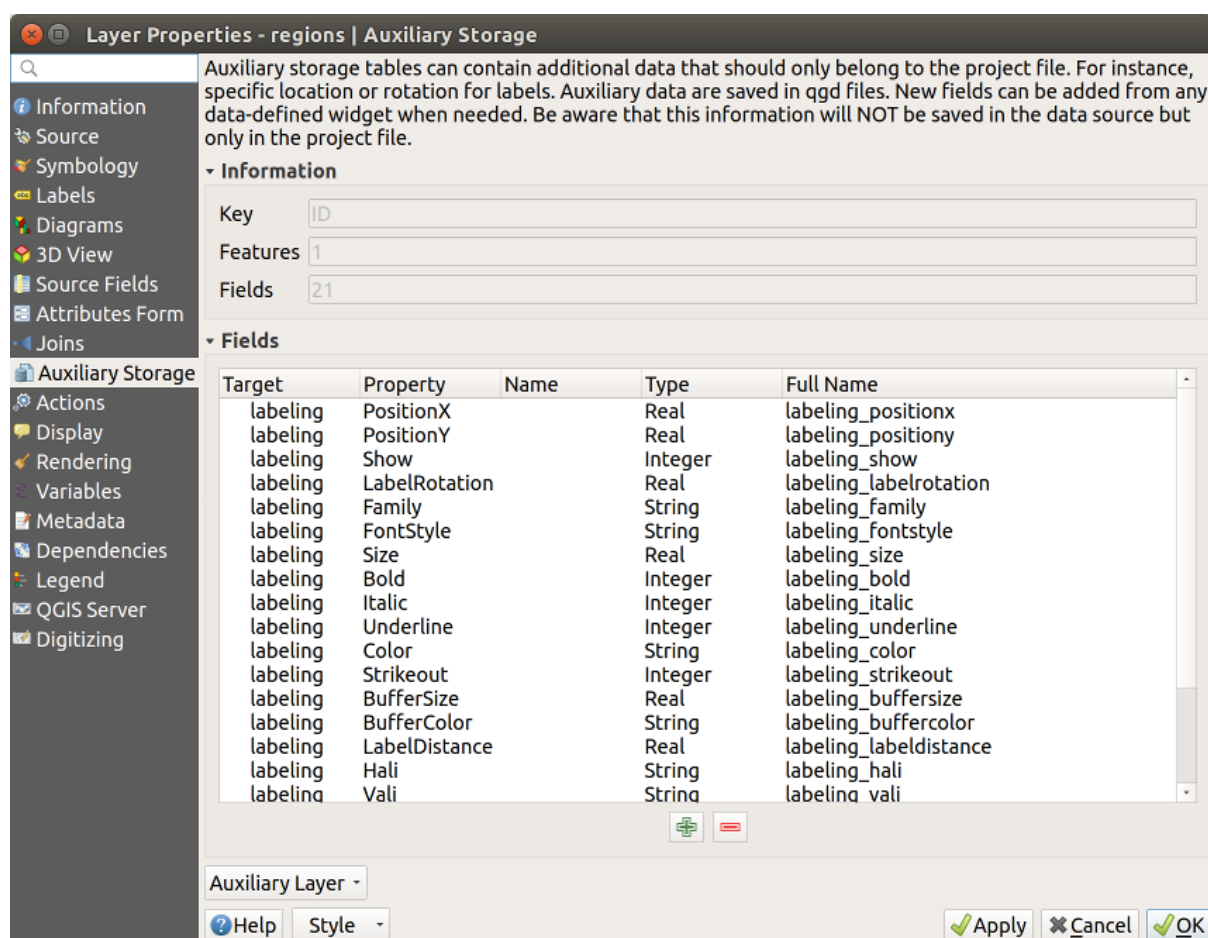 Layer Properties - regions | Auxiliary Storage
Information
Source
Symbology
Labels
Diagrams
3D View
Source Fields
Attributes Form
Joins
Auxiliary Storage
Actions
Display
Rendering
Variables
Metadata
Dependencies
Legend
QGIS Server
Digitizing
Auxiliary storage tables can contain additional data that should only belong to the project file. For instance,
specific location or rotation for labels. Auxiliary data are saved in qgd files. New fields can be added from any
data-defined widget when needed. Be aware that this information will NOT be saved in the data source but
only in the project file.
Information
Key ID
Features 1
Fields 21
Fields
Target Property Name Type Full Name
labeling PositionX Real labeling_positionx
labeling PositionY Real labeling_positiony
labeling Show Integer labeling_show
labeling LabelRotation Real labeling_labelrotation
labeling Family String labeling_family
labeling FontStyle String labeling_fontstyle
labeling Size Real labeling_size
labeling Bold Integer labeling_bold
labeling Italic Integer labeling_italic
labeling Underline Integer labeling_underline
labeling Color String labeling_color
labeling Strikeout Integer labeling_strikeout
labeling BufferSize Real labeling_buffersize
labeling BufferColor String labeling_buffercolor
labeling LabelDistance Real labeling_labeldistance
labeling Hali String labeling_hali
labeling Vali String labeling_vali
Auxiliary Layer
Help Style Apply Cancel OK